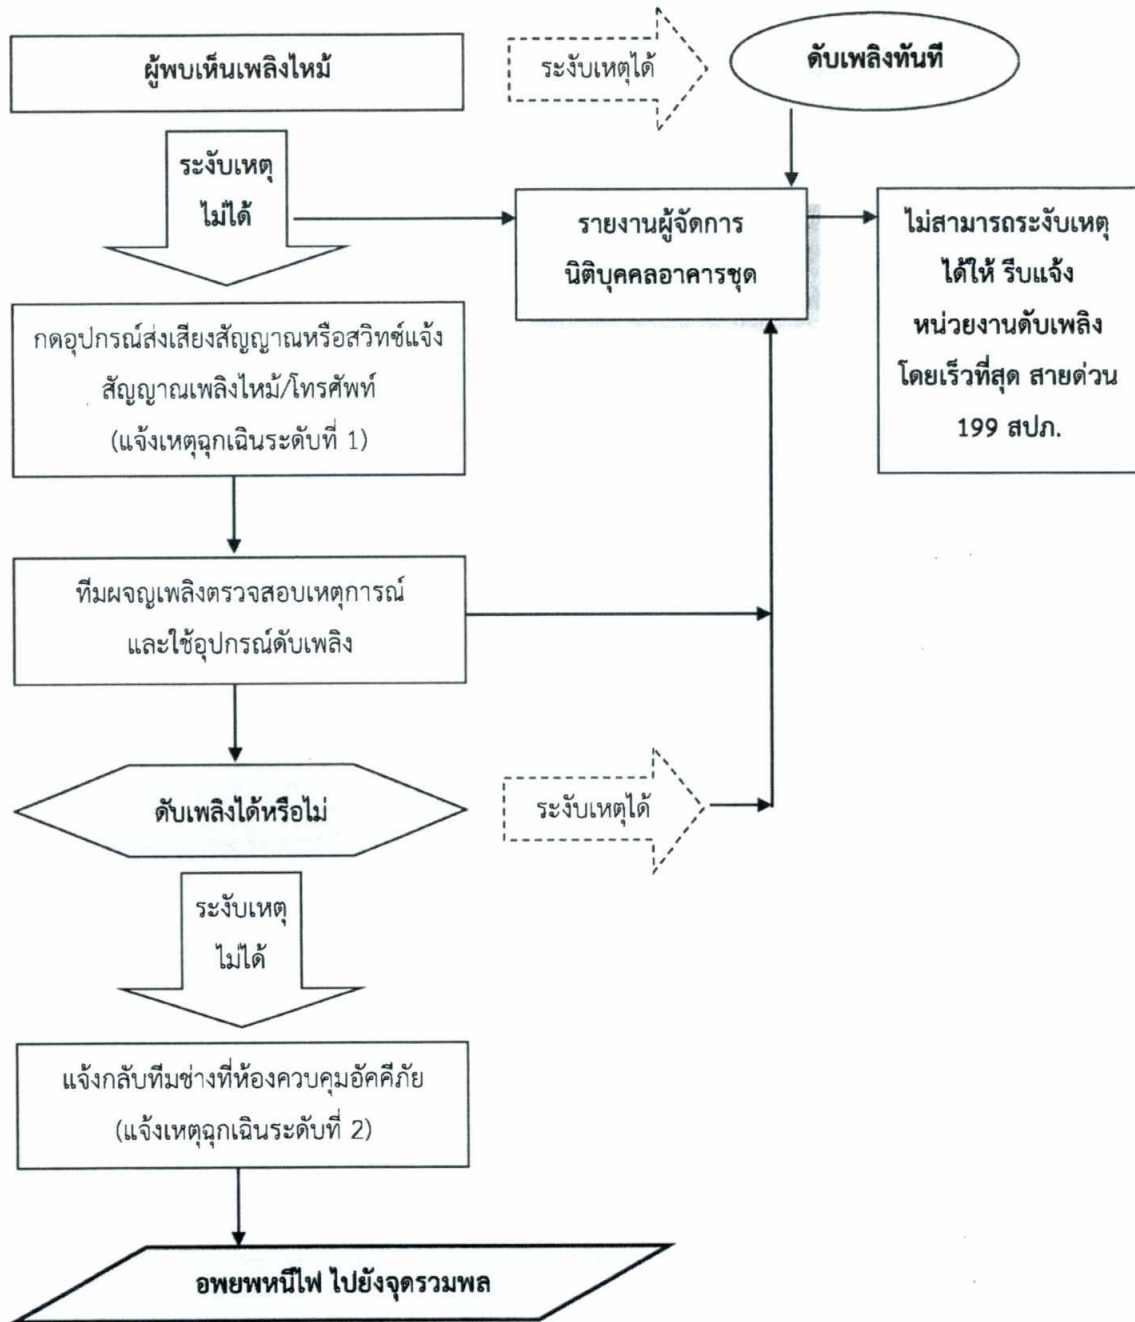 ผู้พบเห็นเพลิงไหม้
ระงับเหตุได้
ดับเพลิงทันที
ระงับเหตุ
ไม่ได้
รายงานผู้จัดการ
นิติบุคคลอาคารชุด
ไม่สามารถระงับเหตุ
ได้ให้ รีบแจ้ง
หน่วยงานดับเพลิง
โดยเร็วที่สุด สายด่วน
199 สปภ.
กดอุปกรณ์ส่งเสียงสัญญาณหรือสวิทซ์แจ้ง
สัญญาณเพลิงไหม้/โทรศัพท์
(แจ้งเหตุฉุกเฉินระดับที่ 1)
ทีมผจญเพลิงตรวจสอบเหตุการณ์
และใช้อุปกรณ์ดับเพลิง
ดับเพลิงได้หรือไม่
ระงับเหตุได้
ระงับเหตุ
ไม่ได้
แจ้งกลับทีมช่างที่ห้องควบคุมอัคคีภัย
(แจ้งเหตุฉุกเฉินระดับที่ 2)
อพยพหนีไฟ ไปยังจุดรวมพล